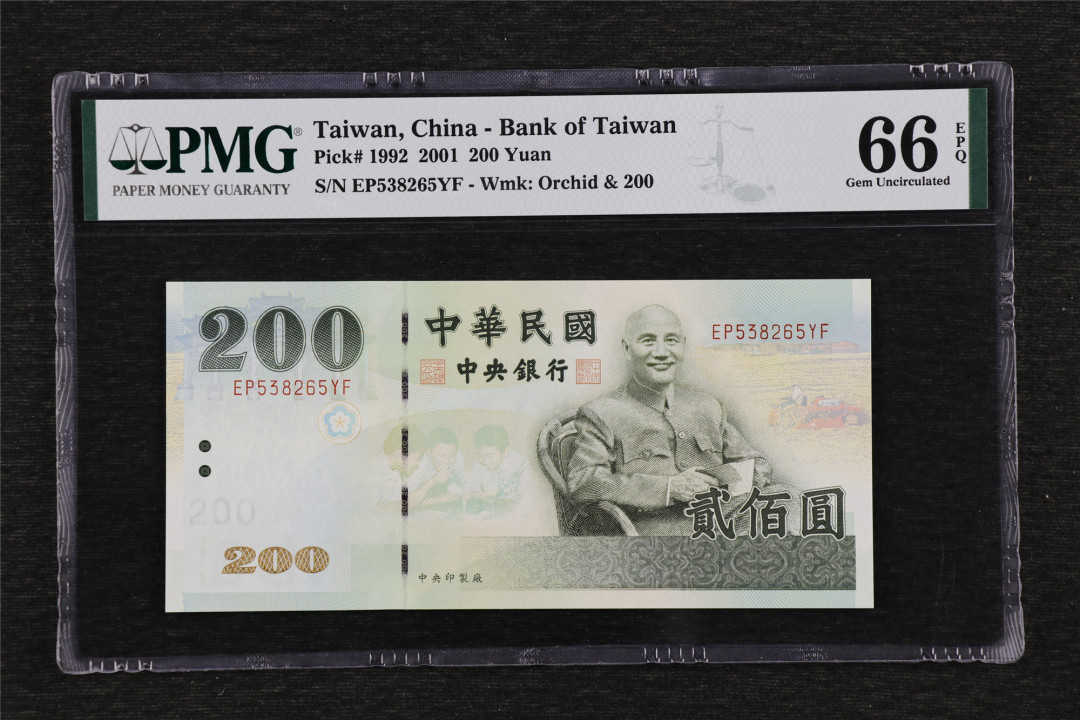 PMG®
PAPER MONEY GUARANTY
Taiwan, China - Bank of Taiwan
Pick# 1992 2001 200 Yuan
S/N EP538265YF - Wmk: Orchid & 200
66
EPQ
Gem Uncirculated
200
中華民國
EP538265YF
EP538265YF
中央銀行
200
貳佰圓
200
中央印製廠